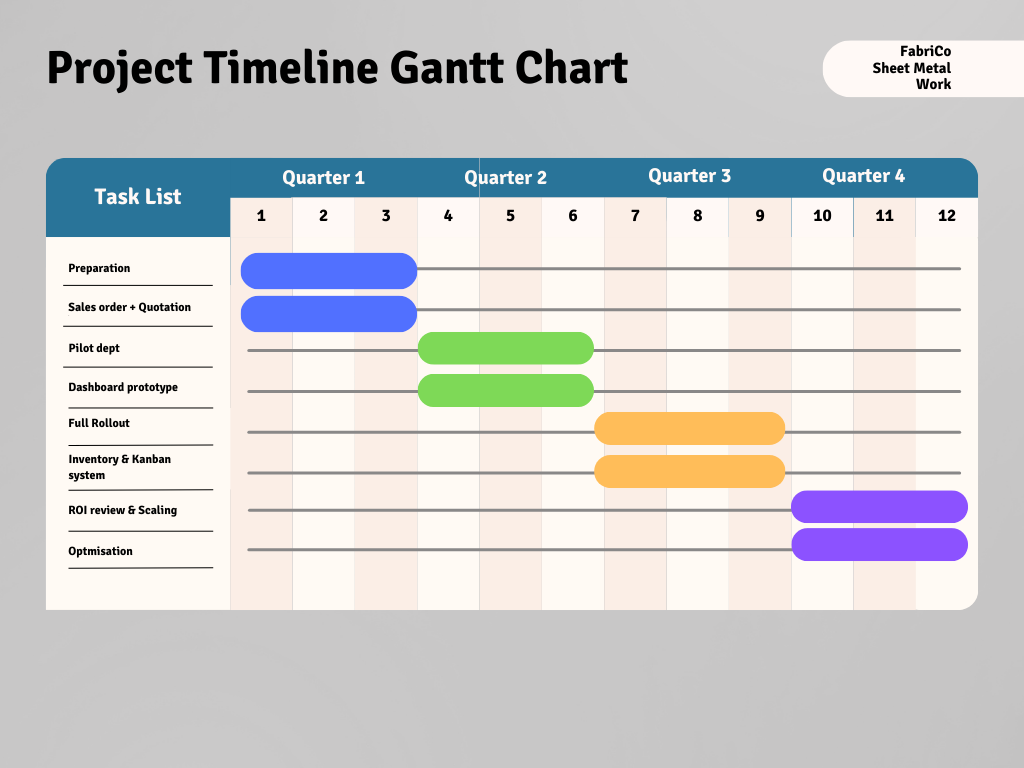 Project Timeline Gantt Chart
FabriCo
Sheet Metal
Work
Task List
Quarter 1 Quarter 2 Quarter 3 Quarter 4
1 2 3 4 5 6 7 8 9 10 11 12
Preparation
Sales order + Quotation
Pilot dept
Dashboard prototype
Full Rollout
Inventory & Kanban
system
ROI review & Scaling
Optmisation